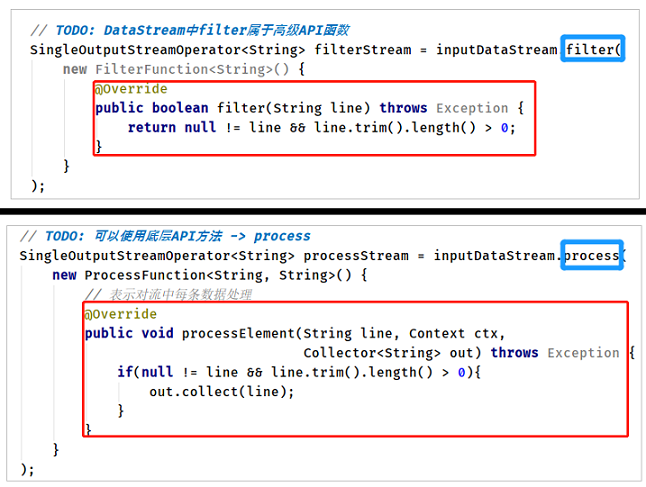 // TODO: DataStream中filter属于高级API函数
SingleOutputStreamOperator<String> filterStream = inputDataStream.filter(
new FilterFunction<String>() {
@Override
public boolean filter(String line) throws Exception {
return null != line && line.trim().length() > 0;
}
}
);
// TODO: 可以使用底层API方法 -> process
SingleOutputStreamOperator<String> processStream = inputDataStream.process(
new ProcessFunction<String, String>() {
// 表示对流中每条数据处理
@Override
public void processElement(String line, Context ctx,
Collector<String> out) throws Exception {
if(null != line && line.trim().length() > 0){
out.collect(line);
}
}
}
);